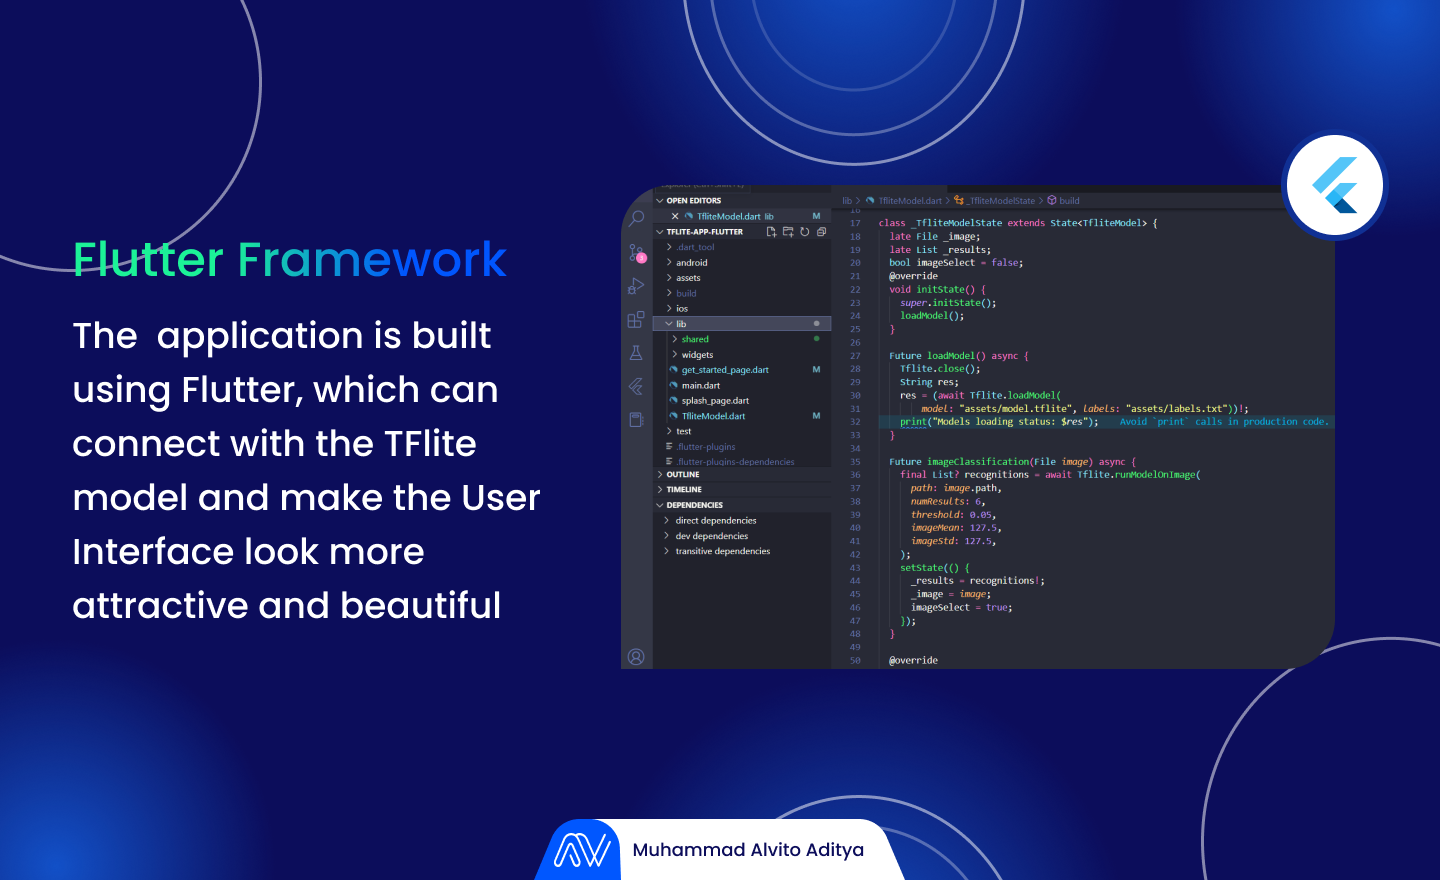 Flutter Framework
The application is built
using Flutter, which can
connect with the TFlite
model and make the User
Interface look more
attractive and beautiful
OPEN EDITORS
TfliteModel.dart lib M
TFLITE-APP-FLUTTER
3
.dart_tool
android
assets
build
ios
lib
shared
widgets
get_started_page.dart M
main.dart
splash_page.dart
TfliteModel.dart M
test
.flutter-plugins
.flutter-plugins-dependencies
OUTLINE
TIMELINE
DEPENDENCIES
direct dependencies
dev dependencies
transitive dependencies
lib > TfliteModel.dart > _TfliteModelState > build
16
17 class _TfliteModelState extends State<TfliteModel> {
18 late File _image;
19 late List _results;
20 bool imageSelect = false;
21 @override
22 void initState() {
23 super.initState();
24 loadModel();
25 }
26
27 Future loadModel() async {
28 Tflite.close();
29 String res;
30 res = (await Tflite.loadModel(
31 model: "assets/model.tflite", labels: "assets/labels.txt"))!;
32 print("Models loading status: $res"); Avoid `print` calls in production code.
33 }
34
35 Future imageClassification(File image) async {
36 final List? recognitions = await Tflite.runModelOnImage(
37 path: image.path,
38 numResults: 6,
39 threshold: 0.05,
40 imageMean: 127.5,
41 imageStd: 127.5,
42 );
43 setState(() {
44 _results = recognitions!;
45 _image = image;
46 imageSelect = true;
47 });
48 }
49
50 @override
Muhammad Alvito Aditya